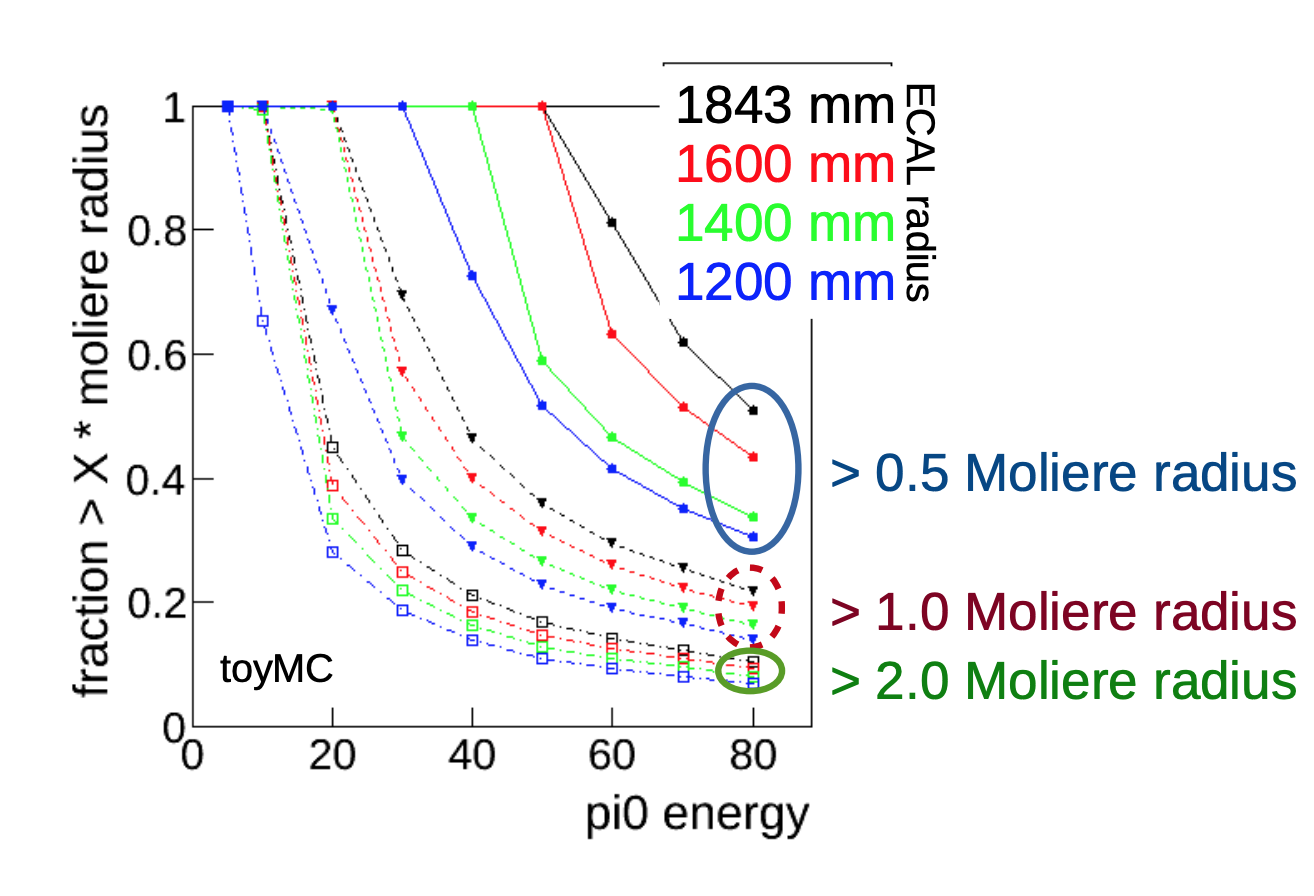 1843 mm
1600 mm
1400 mm
1200 mm
ECAL radius
fraction > X * moliere radius
1
0.8
0.6
0.4
0.2
0
toyMC
> 0.5 Moliere radius
> 1.0 Moliere radius
> 2.0 Moliere radius
0 20 40 60 80
pi0 energy